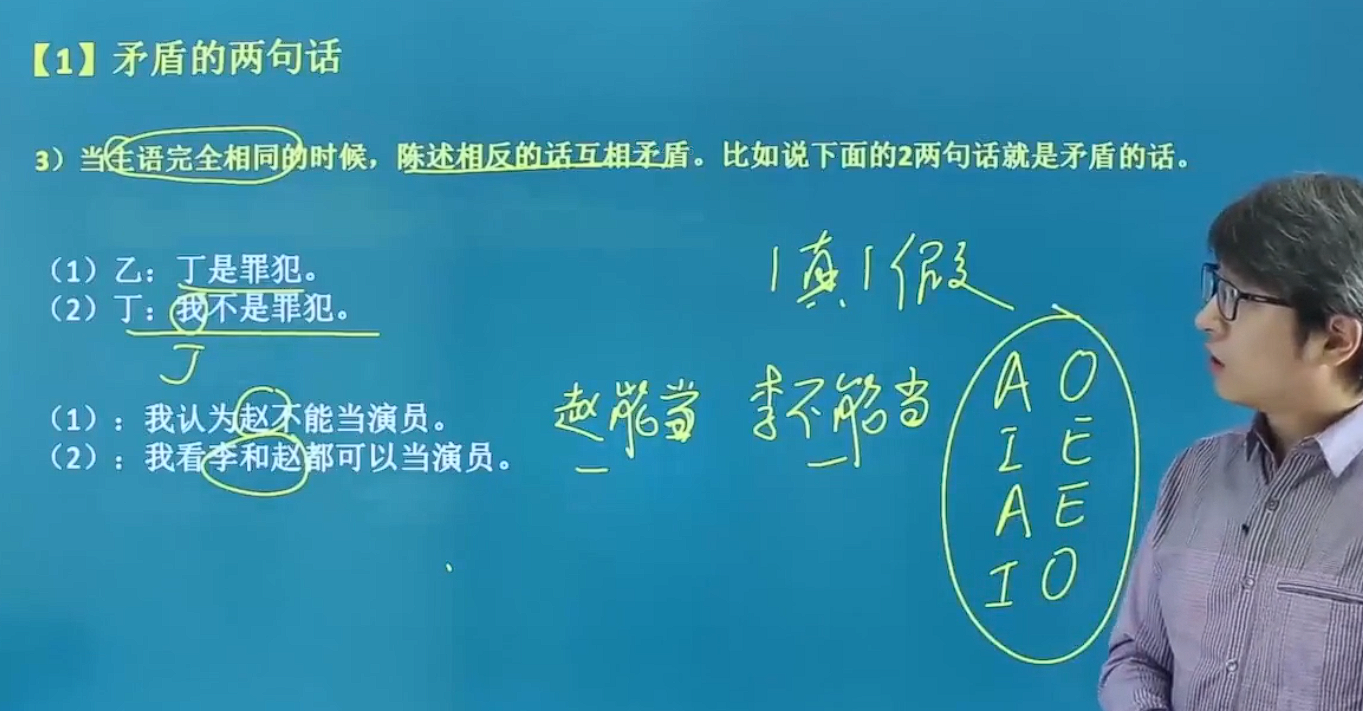 【1】矛盾的两句话
3）当主语完全相同的时候，陈述相反的话互相矛盾。比如说下面的2两句话就是矛盾的话。
（1）乙：丁是罪犯。
（2）丁：我不是罪犯。
丁
1真1假
（1）：我认为赵不能当演员。
（2）：我看李和赵都可以当演员。
赵能当 李不能当
A O
I E
A E
I O